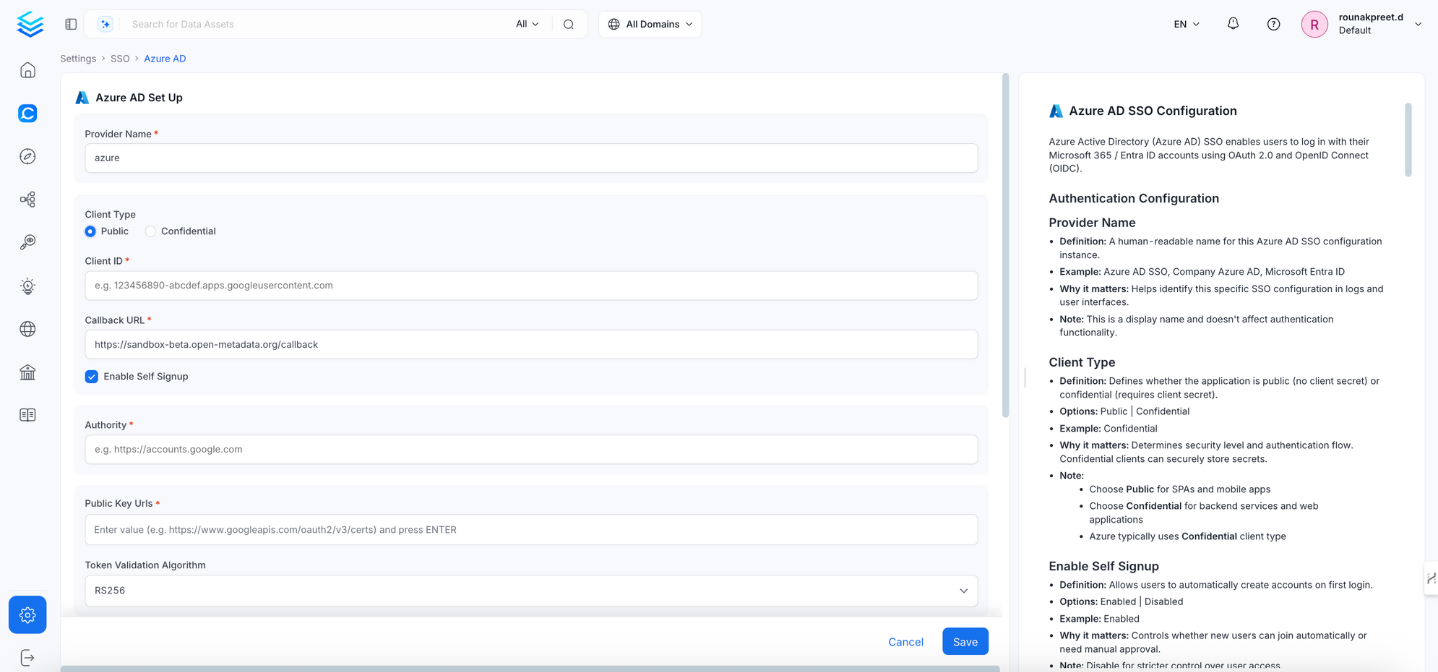 Search for Data Assets
All
All Domains
EN
R
rounakpreet.d
Default
Settings > SSO > Azure AD
Azure AD Set Up
Provider Name *
azure
Client Type
Public
Confidential
Client ID *
e.g. 123456890-abcdef.apps.googleusercontent.com
Callback URL *
https://sandbox-beta.open-metadata.org/callback
Enable Self Signup
Authority *
e.g. https://accounts.google.com
Public Key Urls *
Enter value (e.g. https://www.googleapis.com/oauth2/v3/certs) and press ENTER
Token Validation Algorithm
RS256
Cancel
Save
Azure AD SSO Configuration
Azure Active Directory (Azure AD) SSO enables users to log in with their
Microsoft 365 / Entra ID accounts using OAuth 2.0 and OpenID Connect
(OIDC).
Authentication Configuration
Provider Name
• Definition: A human-readable name for this Azure AD SSO configuration
instance.
• Example: Azure AD SSO, Company Azure AD, Microsoft Entra ID
• Why it matters: Helps identify this specific SSO configuration in logs and
user interfaces.
• Note: This is a display name and doesn't affect authentication
functionality.
Client Type
• Definition: Defines whether the application is public (no client secret) or
confidential (requires client secret).
• Options: Public | Confidential
• Example: Confidential
• Why it matters: Determines security level and authentication flow.
Confidential clients can securely store secrets.
• Note:
• Choose Public for SPAs and mobile apps
• Choose Confidential for backend services and web
applications
• Azure typically uses Confidential client type
Enable Self Signup
• Definition: Allows users to automatically create accounts on first login.
• Options: Enabled | Disabled
• Example: Enabled
• Why it matters: Controls whether new users can join automatically or
need manual approval.
• Note: Disable for stricter control over user access.